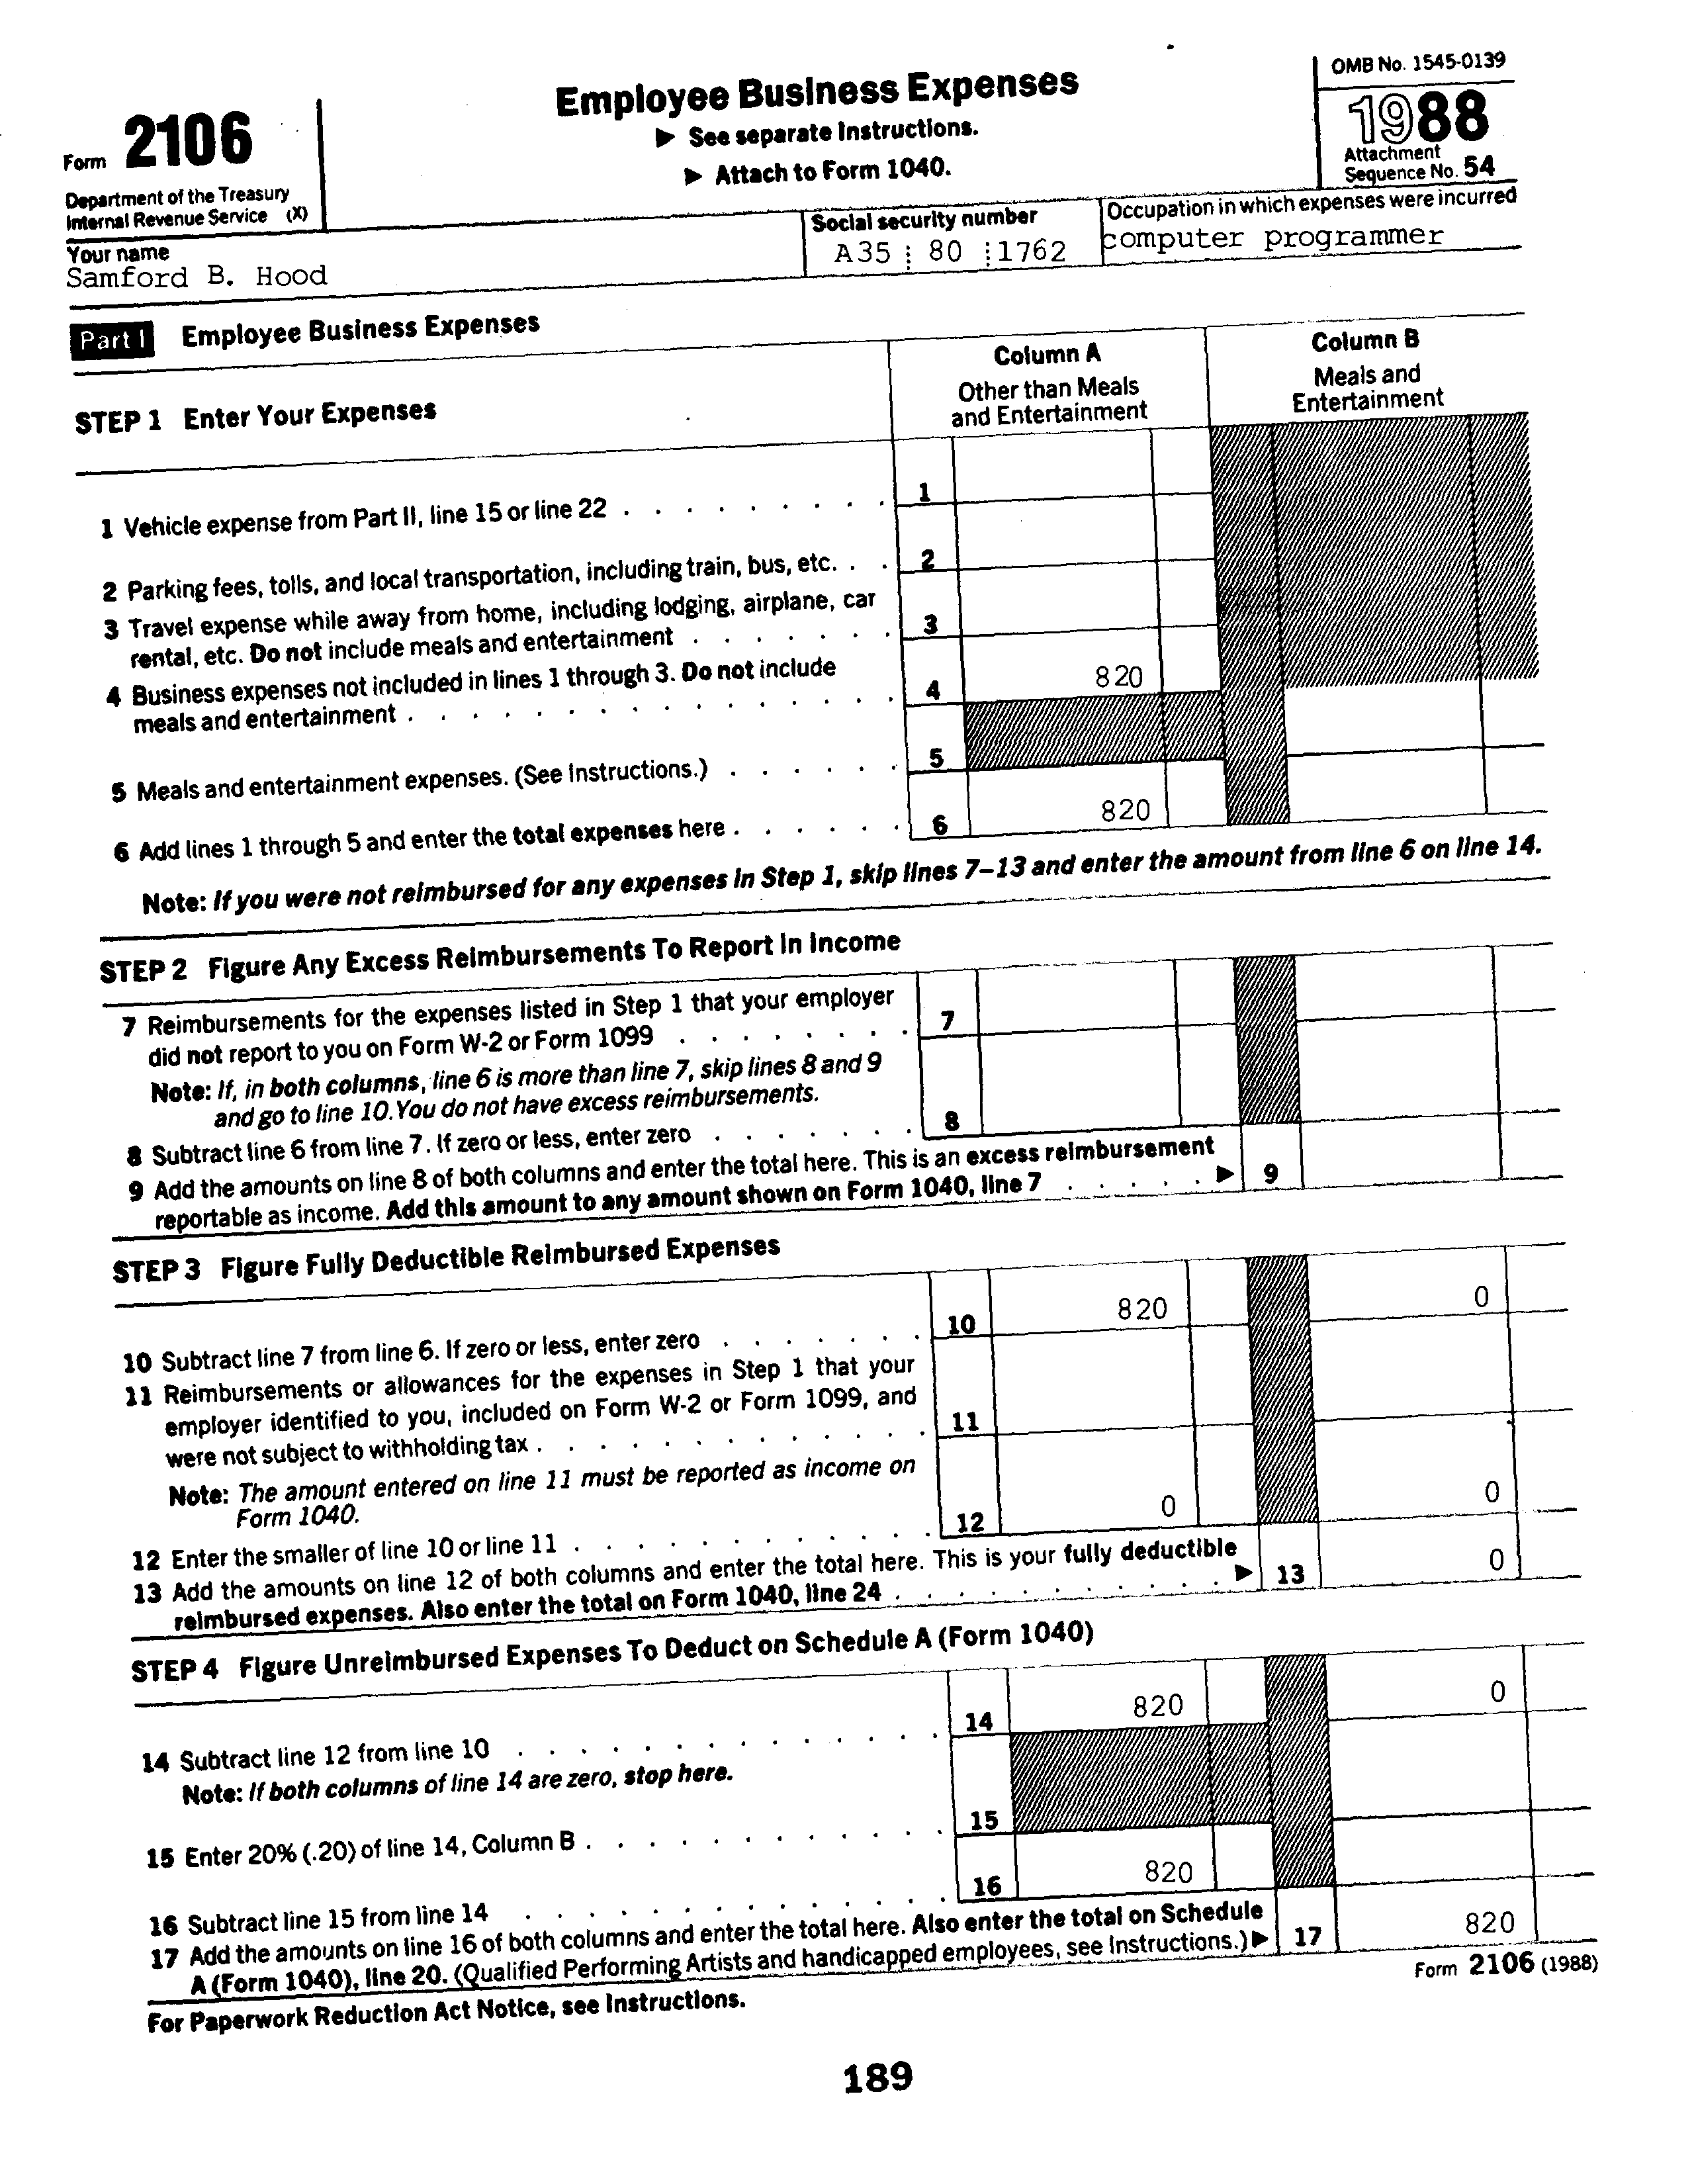 Form 2106
Department of the Treasury
Internal Revenue Service (X)
Employee Business Expenses
▶ See separate Instructions.
▶ Attach to Form 1040.
OMB No. 1545-0139
1988
Attachment
Sequence No. 54
Your name
Samford B. Hood
Social security number
A35 80 1762
Occupation in which expenses were incurred
computer programmer
Part I Employee Business Expenses
STEP 1 Enter Your Expenses
Column A
Other than Meals
and Entertainment
Column B
Meals and
Entertainment
1 Vehicle expense from Part II, line 15 or line 22 . . . . . . . . 1
2 Parking fees, tolls, and local transportation, including train, bus, etc. . . 2
3 Travel expense while away from home, including lodging, airplane, car
rental, etc. Do not include meals and entertainment . . . . . . . 3
4 Business expenses not included in lines 1 through 3. Do not include
meals and entertainment . . . . . . . . . . . . . . . 4 820
5 Meals and entertainment expenses. (See Instructions.) . . . . . . 5
6 Add lines 1 through 5 and enter the total expenses here . . . . . . 6 820
Note: If you were not reimbursed for any expenses in Step 1, skip lines 7–13 and enter the amount from line 6 on line 14.
STEP 2 Figure Any Excess Reimbursements To Report In Income
7 Reimbursements for the expenses listed in Step 1 that your employer
did not report to you on Form W-2 or Form 1099 . . . . . . . 7
Note: If, in both columns, line 6 is more than line 7, skip lines 8 and 9
and go to line 10. You do not have excess reimbursements.
8 Subtract line 6 from line 7. If zero or less, enter zero . . . . . . . 8
9 Add the amounts on line 8 of both columns and enter the total here. This is an excess reimbursement
reportable as income. Add this amount to any amount shown on Form 1040, line 7 . . . . . ▶ 9
STEP 3 Figure Fully Deductible Reimbursed Expenses
10 Subtract line 7 from line 6. If zero or less, enter zero . . . . . . . 10 820 0
11 Reimbursements or allowances for the expenses in Step 1 that your
employer identified to you, included on Form W-2 or Form 1099, and
were not subject to withholding tax . . . . . . . . . . . . . 11
Note: The amount entered on line 11 must be reported as income on
Form 1040.
12 Enter the smaller of line 10 or line 11 . . . . . . . . . . . . 12 0 0
13 Add the amounts on line 12 of both columns and enter the total here. This is your fully deductible
reimbursed expenses. Also enter the total on Form 1040, line 24 . . . . . . . . . . . ▶ 13 0
STEP 4 Figure Unreimbursed Expenses To Deduct on Schedule A (Form 1040)
14 Subtract line 12 from line 10 . . . . . . . . . . . . . . 14 820 0
Note: If both columns of line 14 are zero, stop here.
15 Enter 20% (.20) of line 14, Column B . . . . . . . . . . . . 15
16 Subtract line 15 from line 14 . . . . . . . . . . . . . . 16 820
17 Add the amounts on line 16 of both columns and enter the total here. Also enter the total on Schedule
A (Form 1040), line 20. (Qualified Performing Artists and handicapped employees, see Instructions.) ▶ 17 820
For Paperwork Reduction Act Notice, see Instructions.
Form 2106 (1988)
189